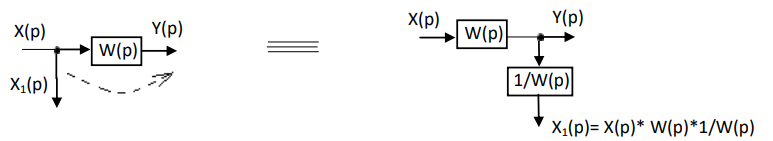 X(p)
Y(p)
W(p)
X₁(p)
X(p)
Y(p)
W(p)
1/W(p)
X₁(p)= X(p)* W(p)*1/W(p)